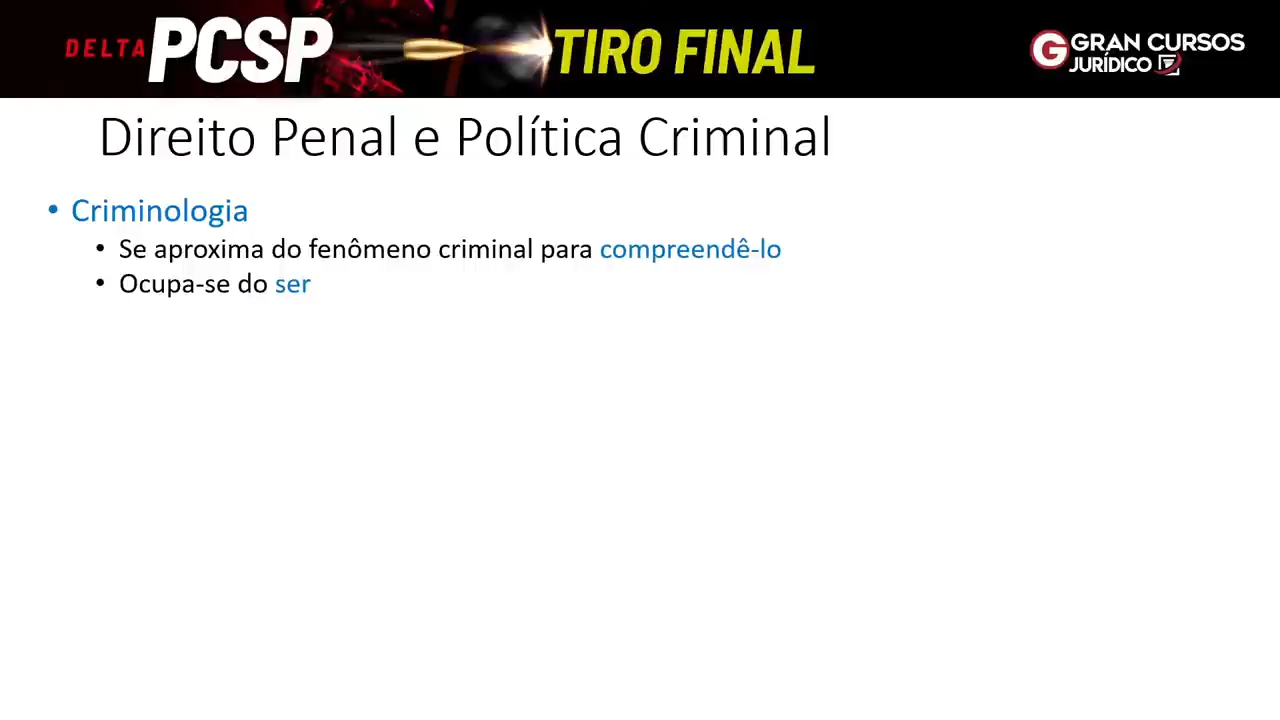 DELTA PCSP TIRO FINAL
GRAN CURSOS
JURÍDICO
Direito Penal e Política Criminal
• Criminologia
• Se aproxima do fenômeno criminal para compreendê-lo
• Ocupa-se do ser